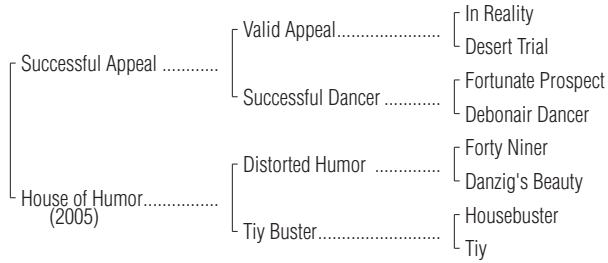 In Reality
Valid Appeal.......................
Desert Trial
Successful Appeal ............
Fortunate Prospect
Successful Dancer ............
Debonair Dancer
Forty Niner
Distorted Humor ..............
Danzig's Beauty
House of Humor................
(2005)
Housebuster
Tiy Buster..........................
Tiy